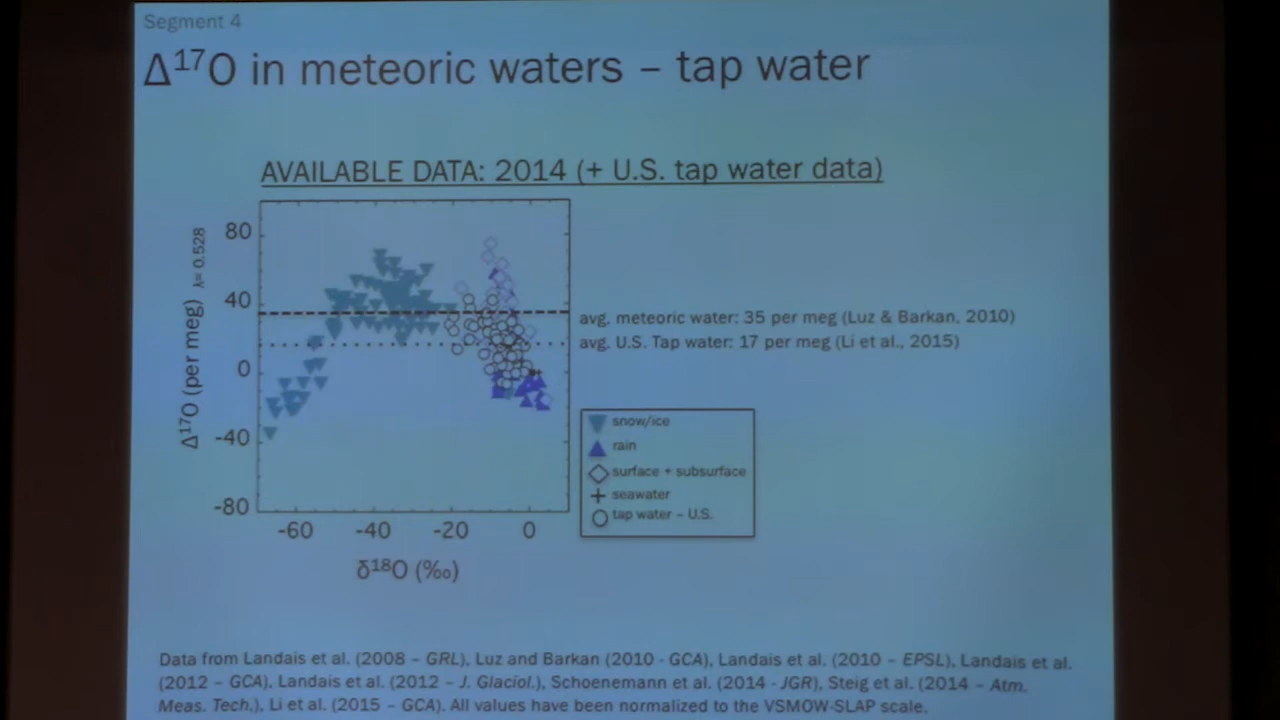 Segment 4
Δ¹⁷O in meteoric waters – tap water
AVAILABLE DATA: 2014 (+ U.S. tap water data)
Δ¹⁷O (per meg) λ= 0.528
80
40
0
-40
-80
-60 -40 -20 0
δ¹⁸O (‰)
avg. meteoric water: 35 per meg (Luz & Barkan, 2010)
avg. U.S. Tap water: 17 per meg (Li et al., 2015)
snow/ice
rain
surface + subsurface
seawater
tap water – U.S.
Data from Landais et al. (2008 – GRL), Luz and Barkan (2010 - GCA), Landais et al. (2010 – EPSL), Landais et al.
(2012 – GCA), Landais et al. (2012 – J. Glaciol.), Schoenemann et al. (2014 - JGR), Steig et al. (2014 – Atm.
Meas. Tech.), Li et al. (2015 – GCA). All values have been normalized to the VSMOW-SLAP scale.